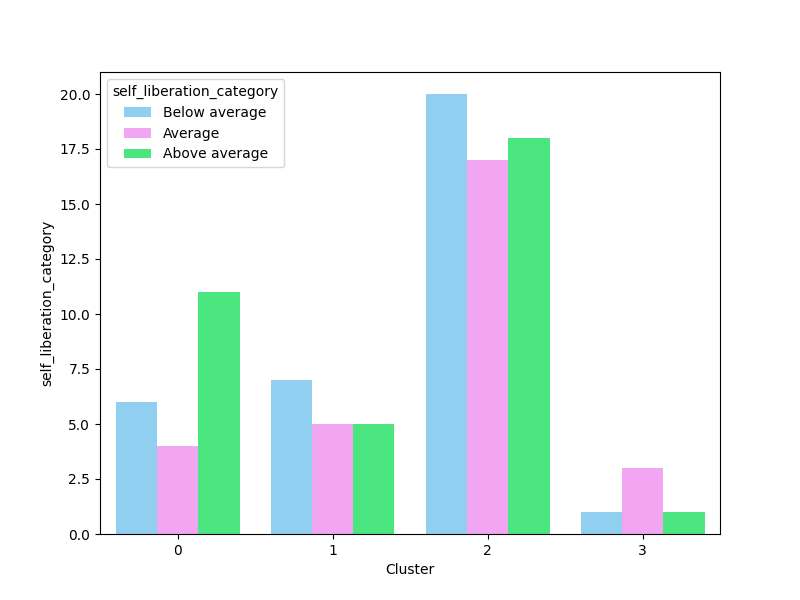 self_liberation_category
Below average
Average
Above average
20.0
17.5
15.0
12.5
10.0
7.5
5.0
2.5
0.0
self_liberation_category
0 1 2 3
Cluster